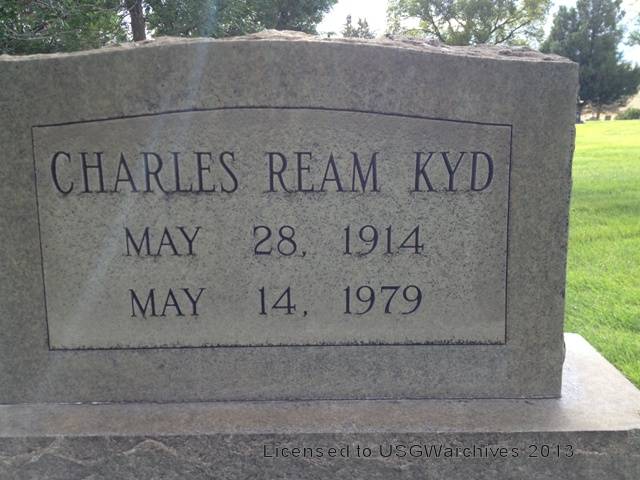 CHARLES REAM KYD
MAY 28, 1914
MAY 14, 1979
Licensed to USGWarchives 2013